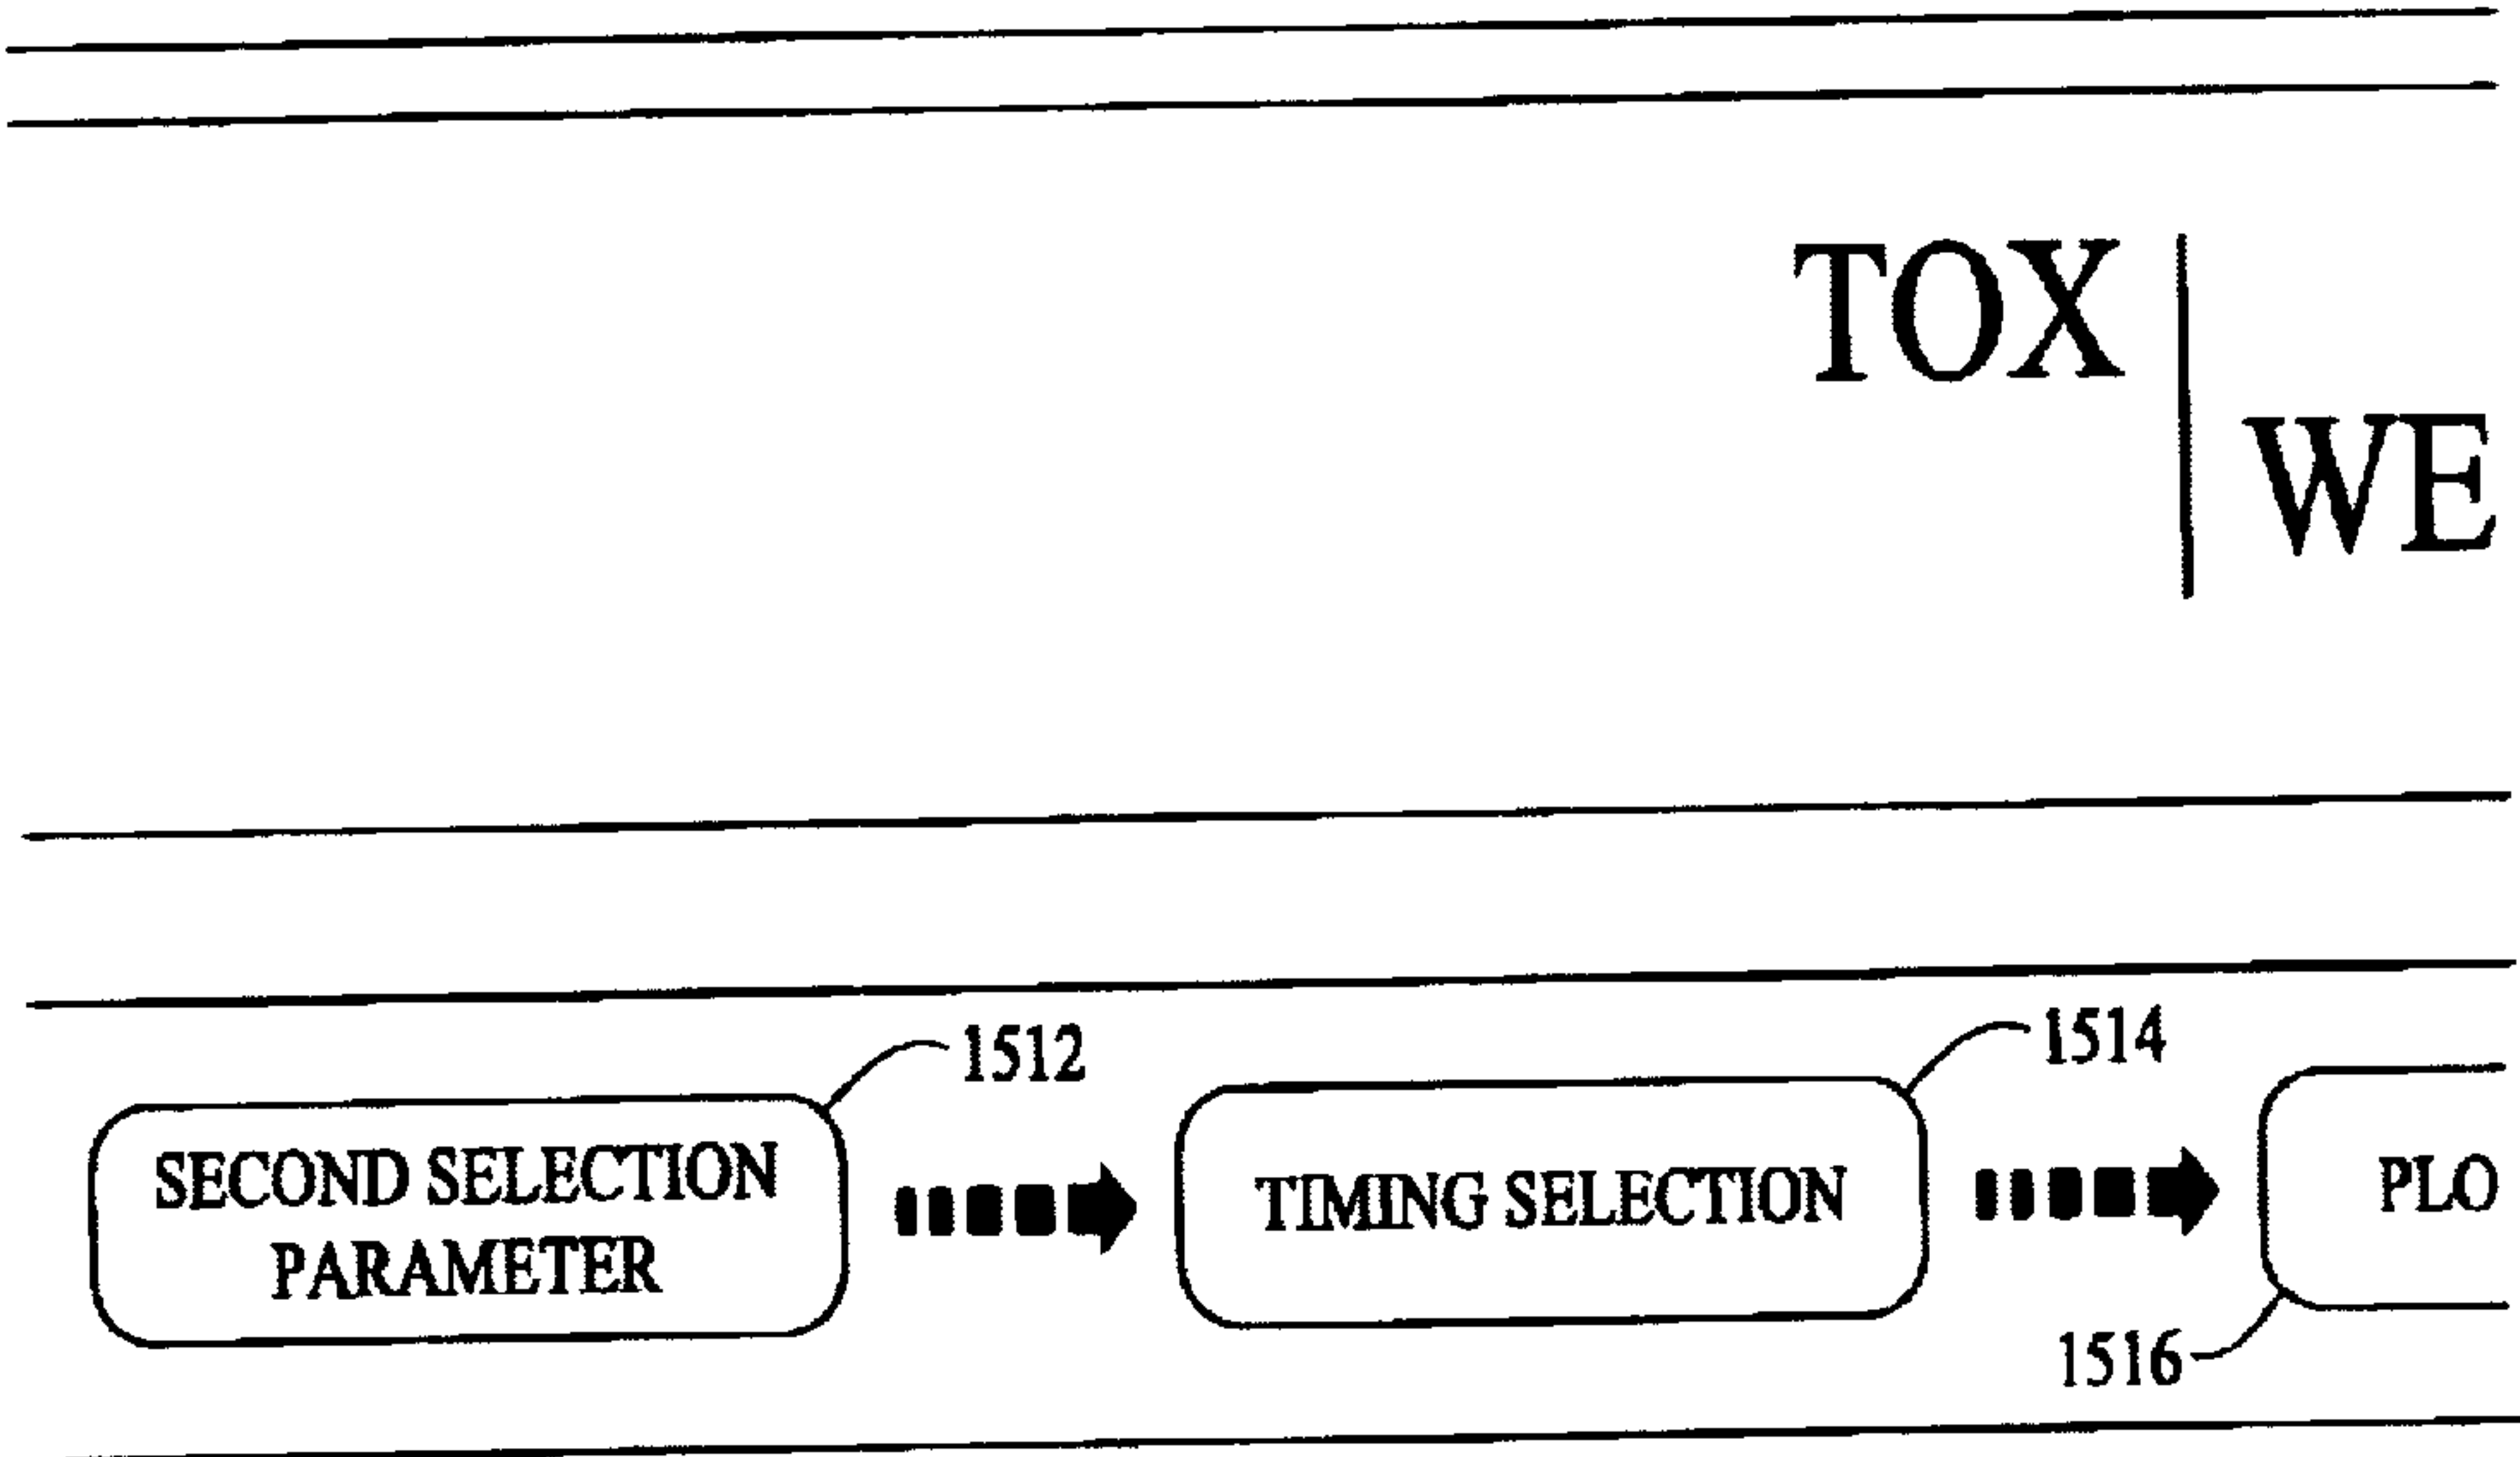 TOX
WE
1512
1514
SECOND SELECTION
PARAMETER
TIMING SELECTION
PLO
1516